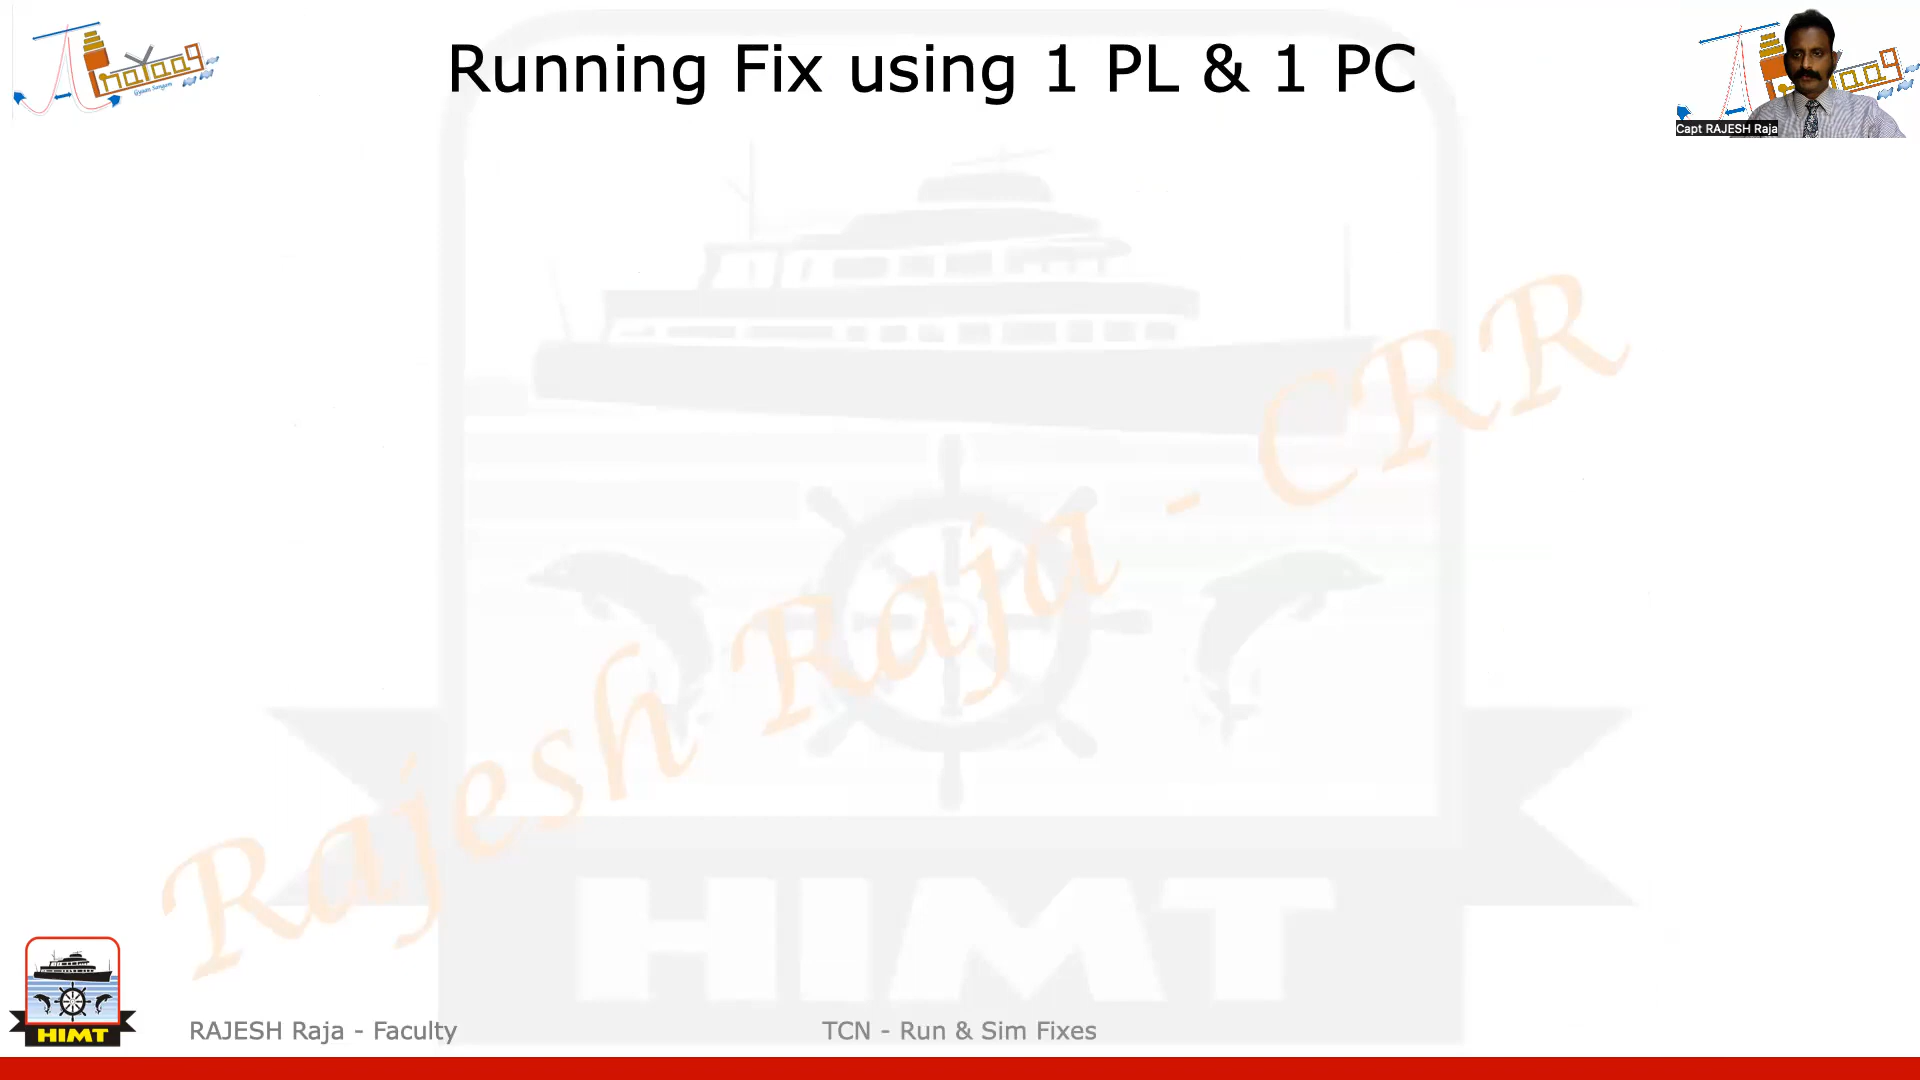 Running Fix using 1 PL & 1 PC
Capt RAJESH Raja
Rajesh Raja - CRR
HIMT
HIMT
RAJESH Raja - Faculty
TCN - Run & Sim Fixes